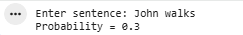 Enter sentence: John walks
Probability = 0.3